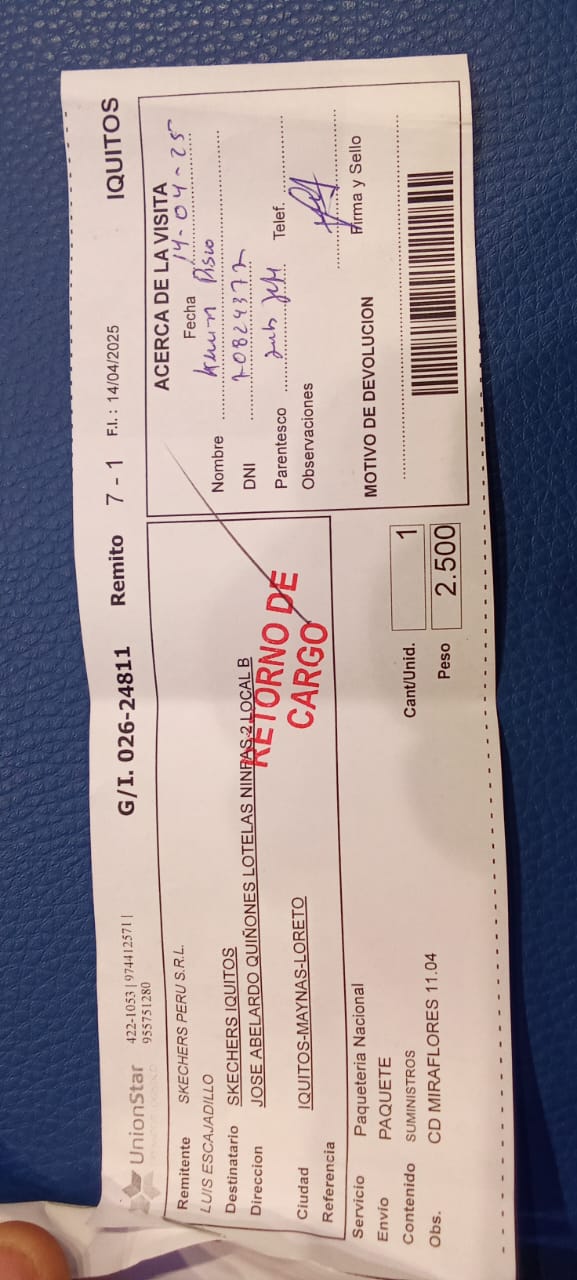 UnionStar
422-1053 | 974412571 |
955751280
G/I. 026-24811 Remito 7 - 1 F.I. : 14/04/2025 IQUITOS
Remitente SKECHERS PERU S.R.L.
LUIS ESCAJADILLO
Destinatario SKECHERS IQUITOS
Direccion JOSE ABELARDO QUIÑONES LOTELAS NINFAS 2 LOCAL B
Ciudad IQUITOS-MAYNAS-LORETO
Referencia
RETORNO DE
CARGO
Servicio Paqueteria Nacional
Envio PAQUETE
Contenido SUMINISTROS
Obs. CD MIRAFLORES 11.04
Cant/Unid. 1
Peso 2.500
ACERCA DE LA VISITA
Fecha 14-04-25
Nombre
DNI 70824372
Parentesco
Telef.
Observaciones
Firma y Sello
MOTIVO DE DEVOLUCION